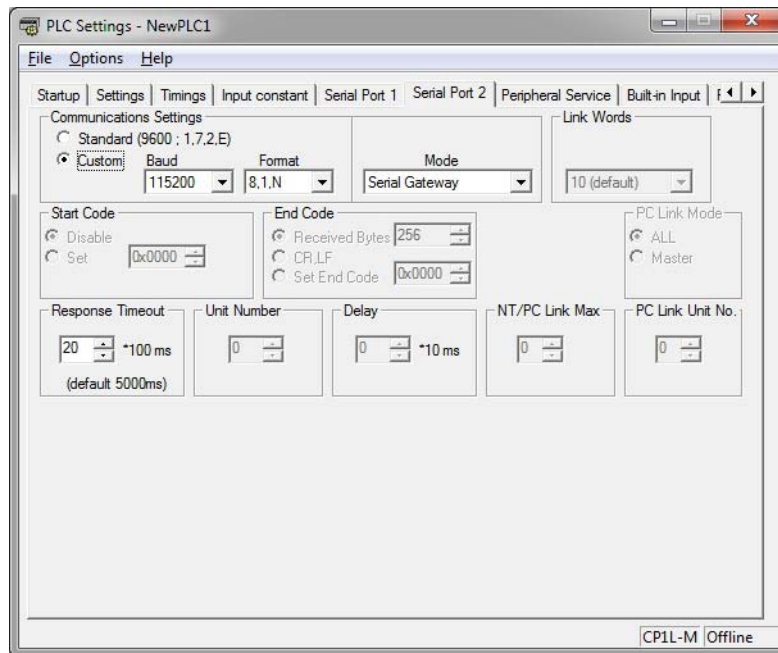 PLC Settings - NewPLC1
File Options Help
Startup Settings Timings Input constant Serial Port 1 Serial Port 2 Peripheral Service Built-in Input
Communications Settings Link Words
Standard (9600 ; 1,7,2,E)
Custom Baud Format Mode
115200 8,1,N Serial Gateway 10 (default)
Start Code End Code PC Link Mode
Disable Received Bytes 256 ALL
Set 0x0000 CR,LF Master
Set End Code 0x0000
Response Timeout Unit Number Delay NT/PC Link Max PC Link Unit No.
20 *100 ms 0 0 *10 ms 0 0
(default 5000ms)
CP1L-M Offline